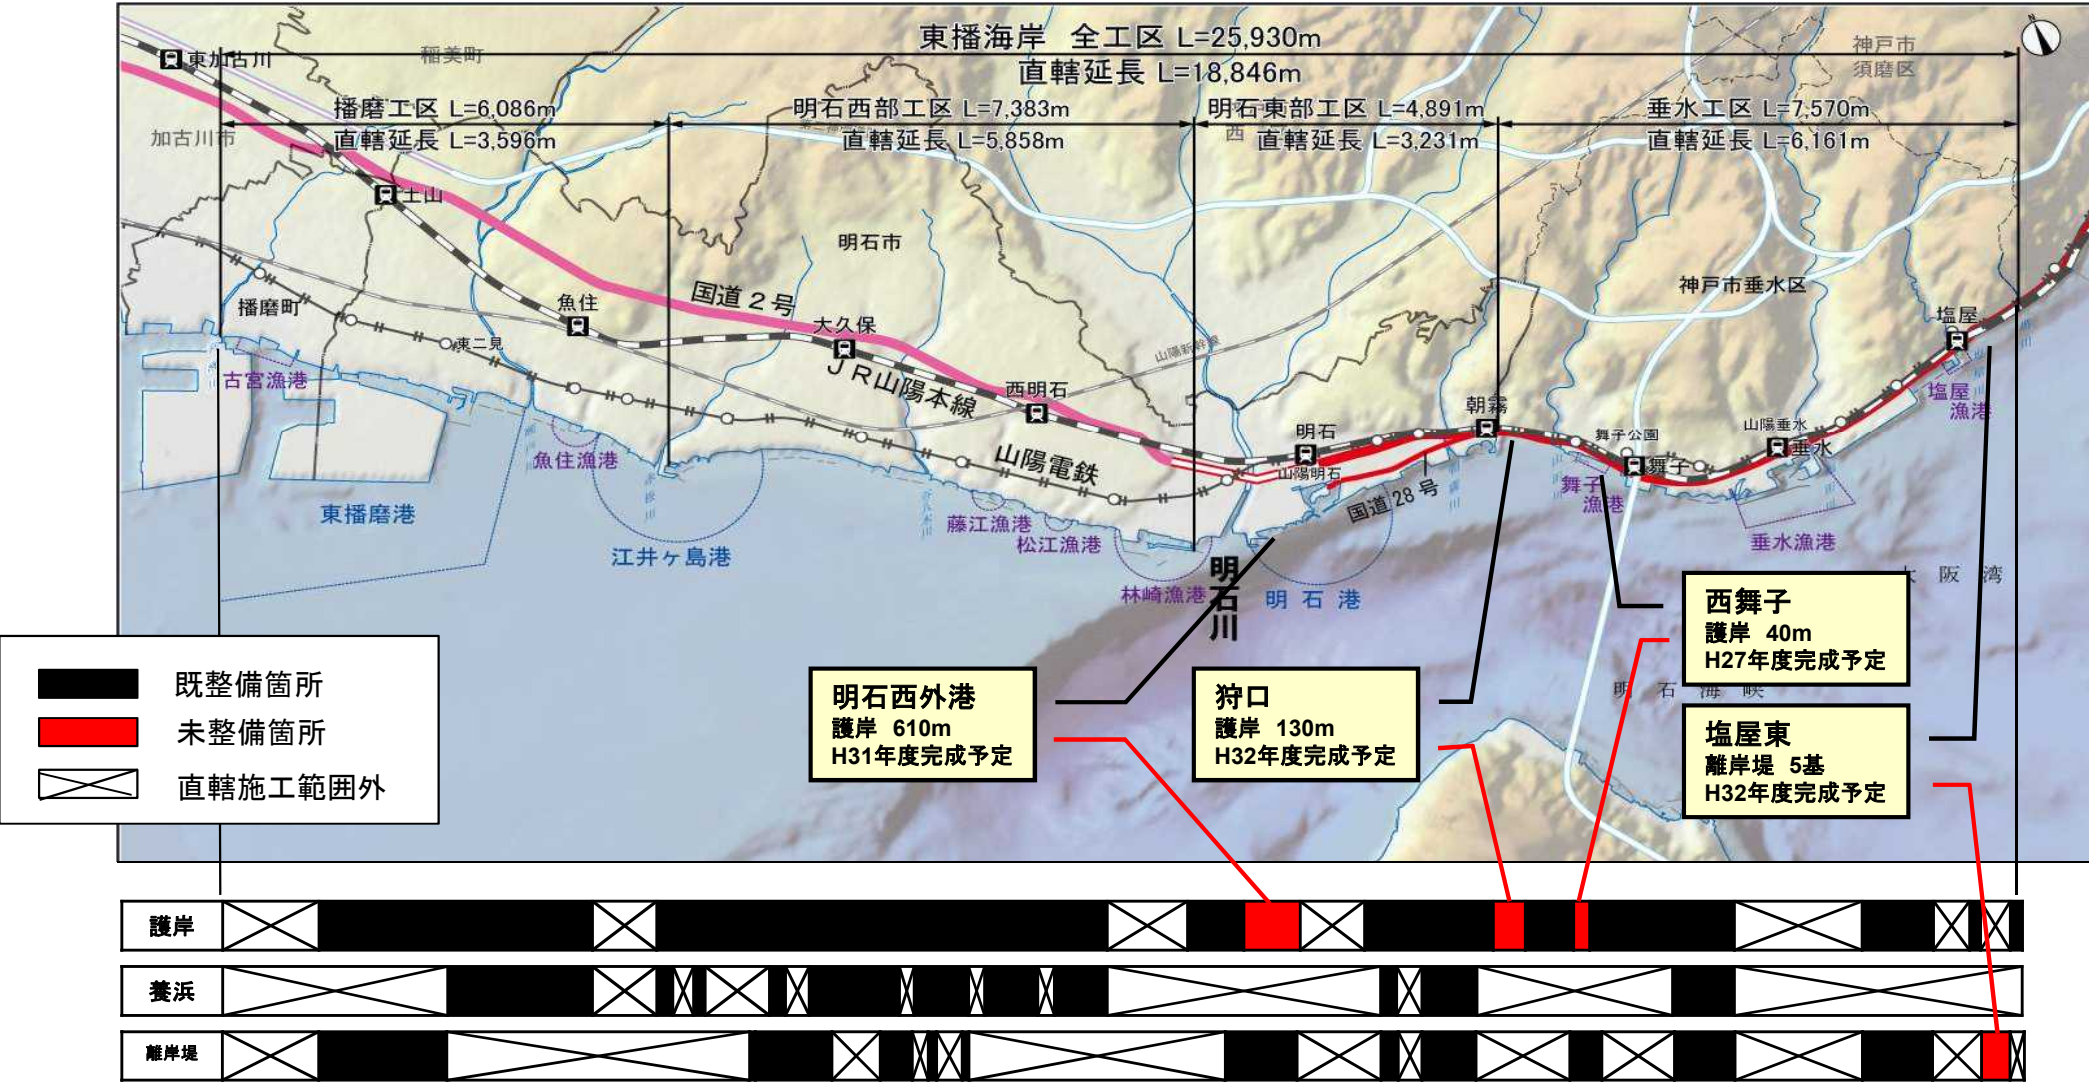 東播海岸 全工区 L=25,930m
直轄延長 L=18,846m
播磨工区 L=6,086m
直轄延長 L=3,596m
明石西部工区 L=7,383m
直轄延長 L=5,858m
明石東部工区 L=4,891m
直轄延長 L=3,231m
垂水工区 L=7,570m
直轄延長 L=6,161m
東加古川
稲美町
神戸市
須磨区
加古川市
西
土山
明石市
神戸市垂水区
播磨町
魚住
国道2号
大久保
東二見
山陽新幹線
塩屋
古宮漁港
JR山陽本線
西明石
朝霧
舞子公園
山陽垂水
垂水
塩屋
漁港
明石
山陽明石
舞子
魚住漁港
山陽電鉄
国道28号
舞子
漁港
東播磨港
藤江漁港
松江漁港
垂水漁港
江井ヶ島港
林崎漁港
明石川
明石港
大阪湾
明石海峡
西舞子
護岸 40m
H27年度完成予定
明石西外港
護岸 610m
H31年度完成予定
狩口
護岸 130m
H32年度完成予定
塩屋東
離岸堤 5基
H32年度完成予定
既整備箇所
未整備箇所
直轄施工範囲外
護岸
養浜
離岸堤